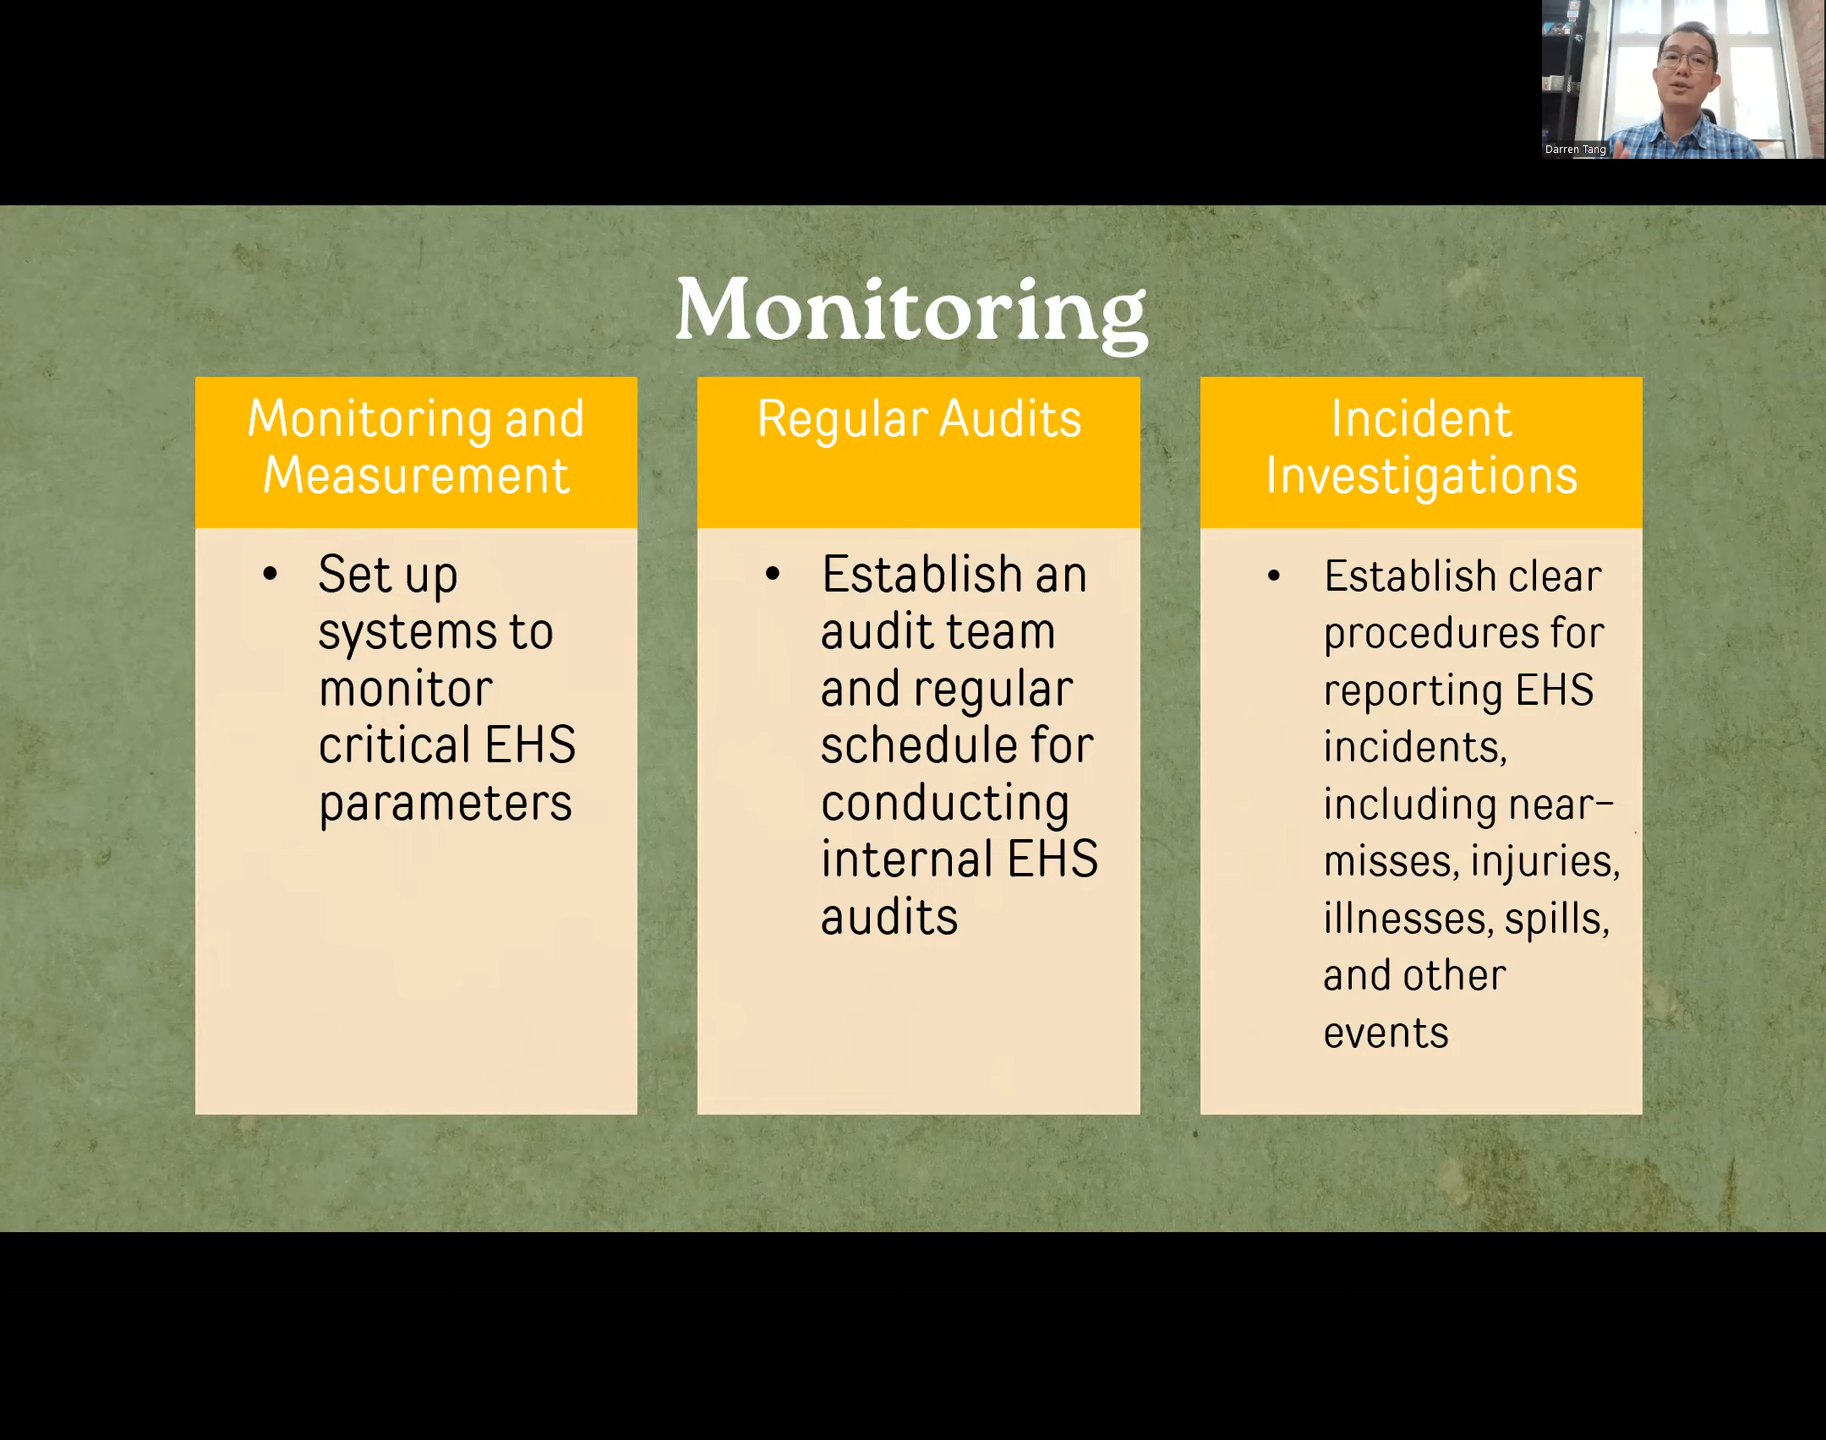 Darren Tang
Monitoring
Monitoring and
Measurement
• Set up
systems to
monitor
critical EHS
parameters
Regular Audits
• Establish an
audit team
and regular
schedule for
conducting
internal EHS
audits
Incident
Investigations
• Establish clear
procedures for
reporting EHS
incidents,
including near-
misses, injuries,
illnesses, spills,
and other
events